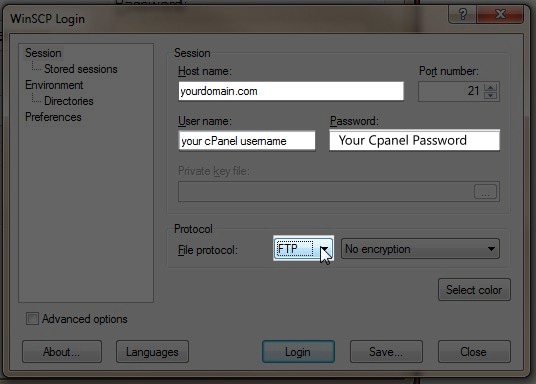 Password:
WinSCP Login
?
Session
Stored sessions
Environment
Directories
Preferences
Session
Host name:
Port number:
yourdomain.com
21
User name:
Password:
your cPanel username
Your Cpanel Password
Private key file:
...
Protocol
File protocol:
FTP
No encryption
Select color
Advanced options
About...
Languages
Login
Save...
Close